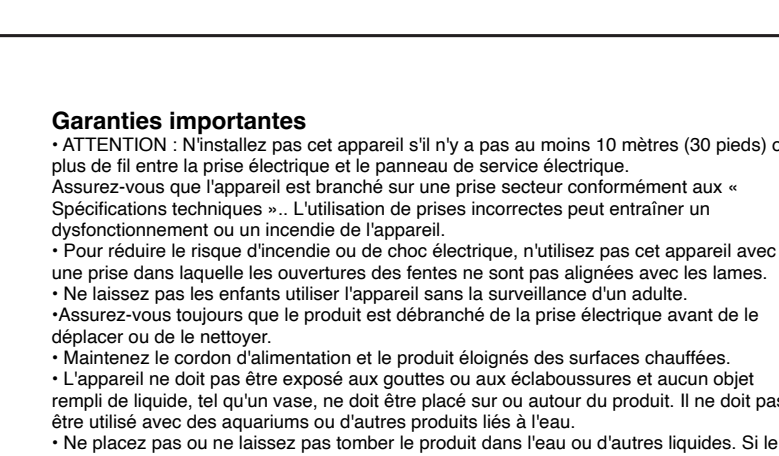 Garanties importantes
• ATTENTION : N'installez pas cet appareil s'il n'y a pas au moins 10 mètres (30 pieds)
plus de fil entre la prise électrique et le panneau de service électrique.
Assurez-vous que l'appareil est branché sur une prise secteur conformément aux «
Spécifications techniques ».. L'utilisation de prises incorrectes peut entraîner un
dysfonctionnement ou un incendie de l'appareil.
• Pour réduire le risque d'incendie ou de choc électrique, n'utilisez pas cet appareil avec
une prise dans laquelle les ouvertures des fentes ne sont pas alignées avec les lames.
• Ne laissez pas les enfants utiliser l'appareil sans la surveillance d'un adulte.
•Assurez-vous toujours que le produit est débranché de la prise électrique avant de le
déplacer ou de le nettoyer.
• Maintenez le cordon d'alimentation et le produit éloignés des surfaces chauffées.
• L'appareil ne doit pas être exposé aux gouttes ou aux éclaboussures et aucun objet
rempli de liquide, tel qu'un vase, ne doit être placé sur ou autour du produit. Il ne doit pas
être utilisé avec des aquariums ou d'autres produits liés à l'eau.
• Ne placez pas ou ne laissez pas tomber le produit dans l'eau ou d'autres liquides. Si le